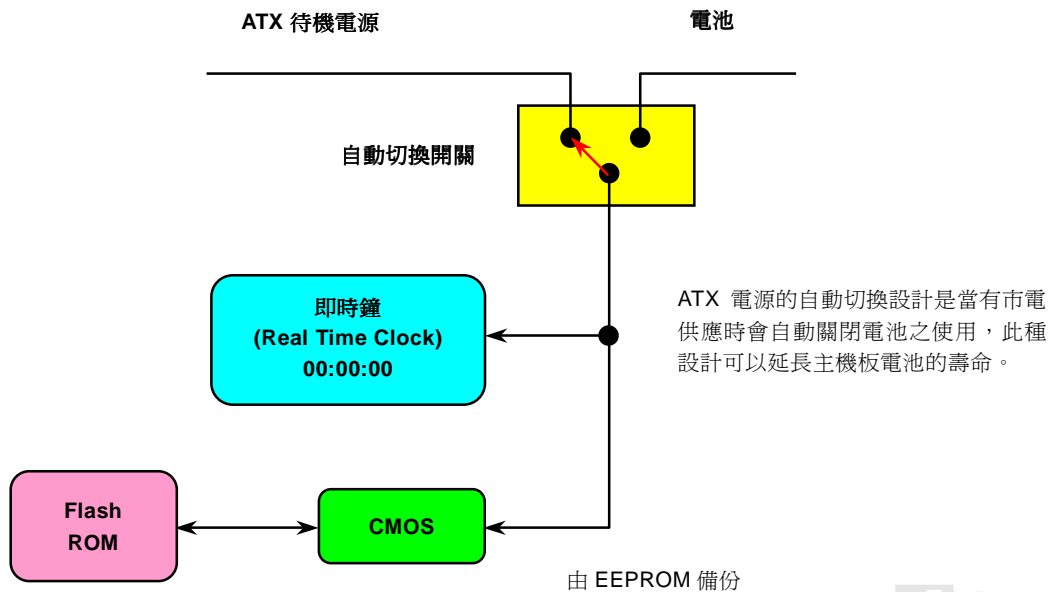 ATX 待機電源
電池
自動切換開關
即時鐘
(Real Time Clock)
00:00:00
ATX 電源的自動切換設計是當有市電
供應時會自動關閉電池之使用，此種
設計可以延長主機板電池的壽命。
Flash
ROM
CMOS
由 EEPROM 備份